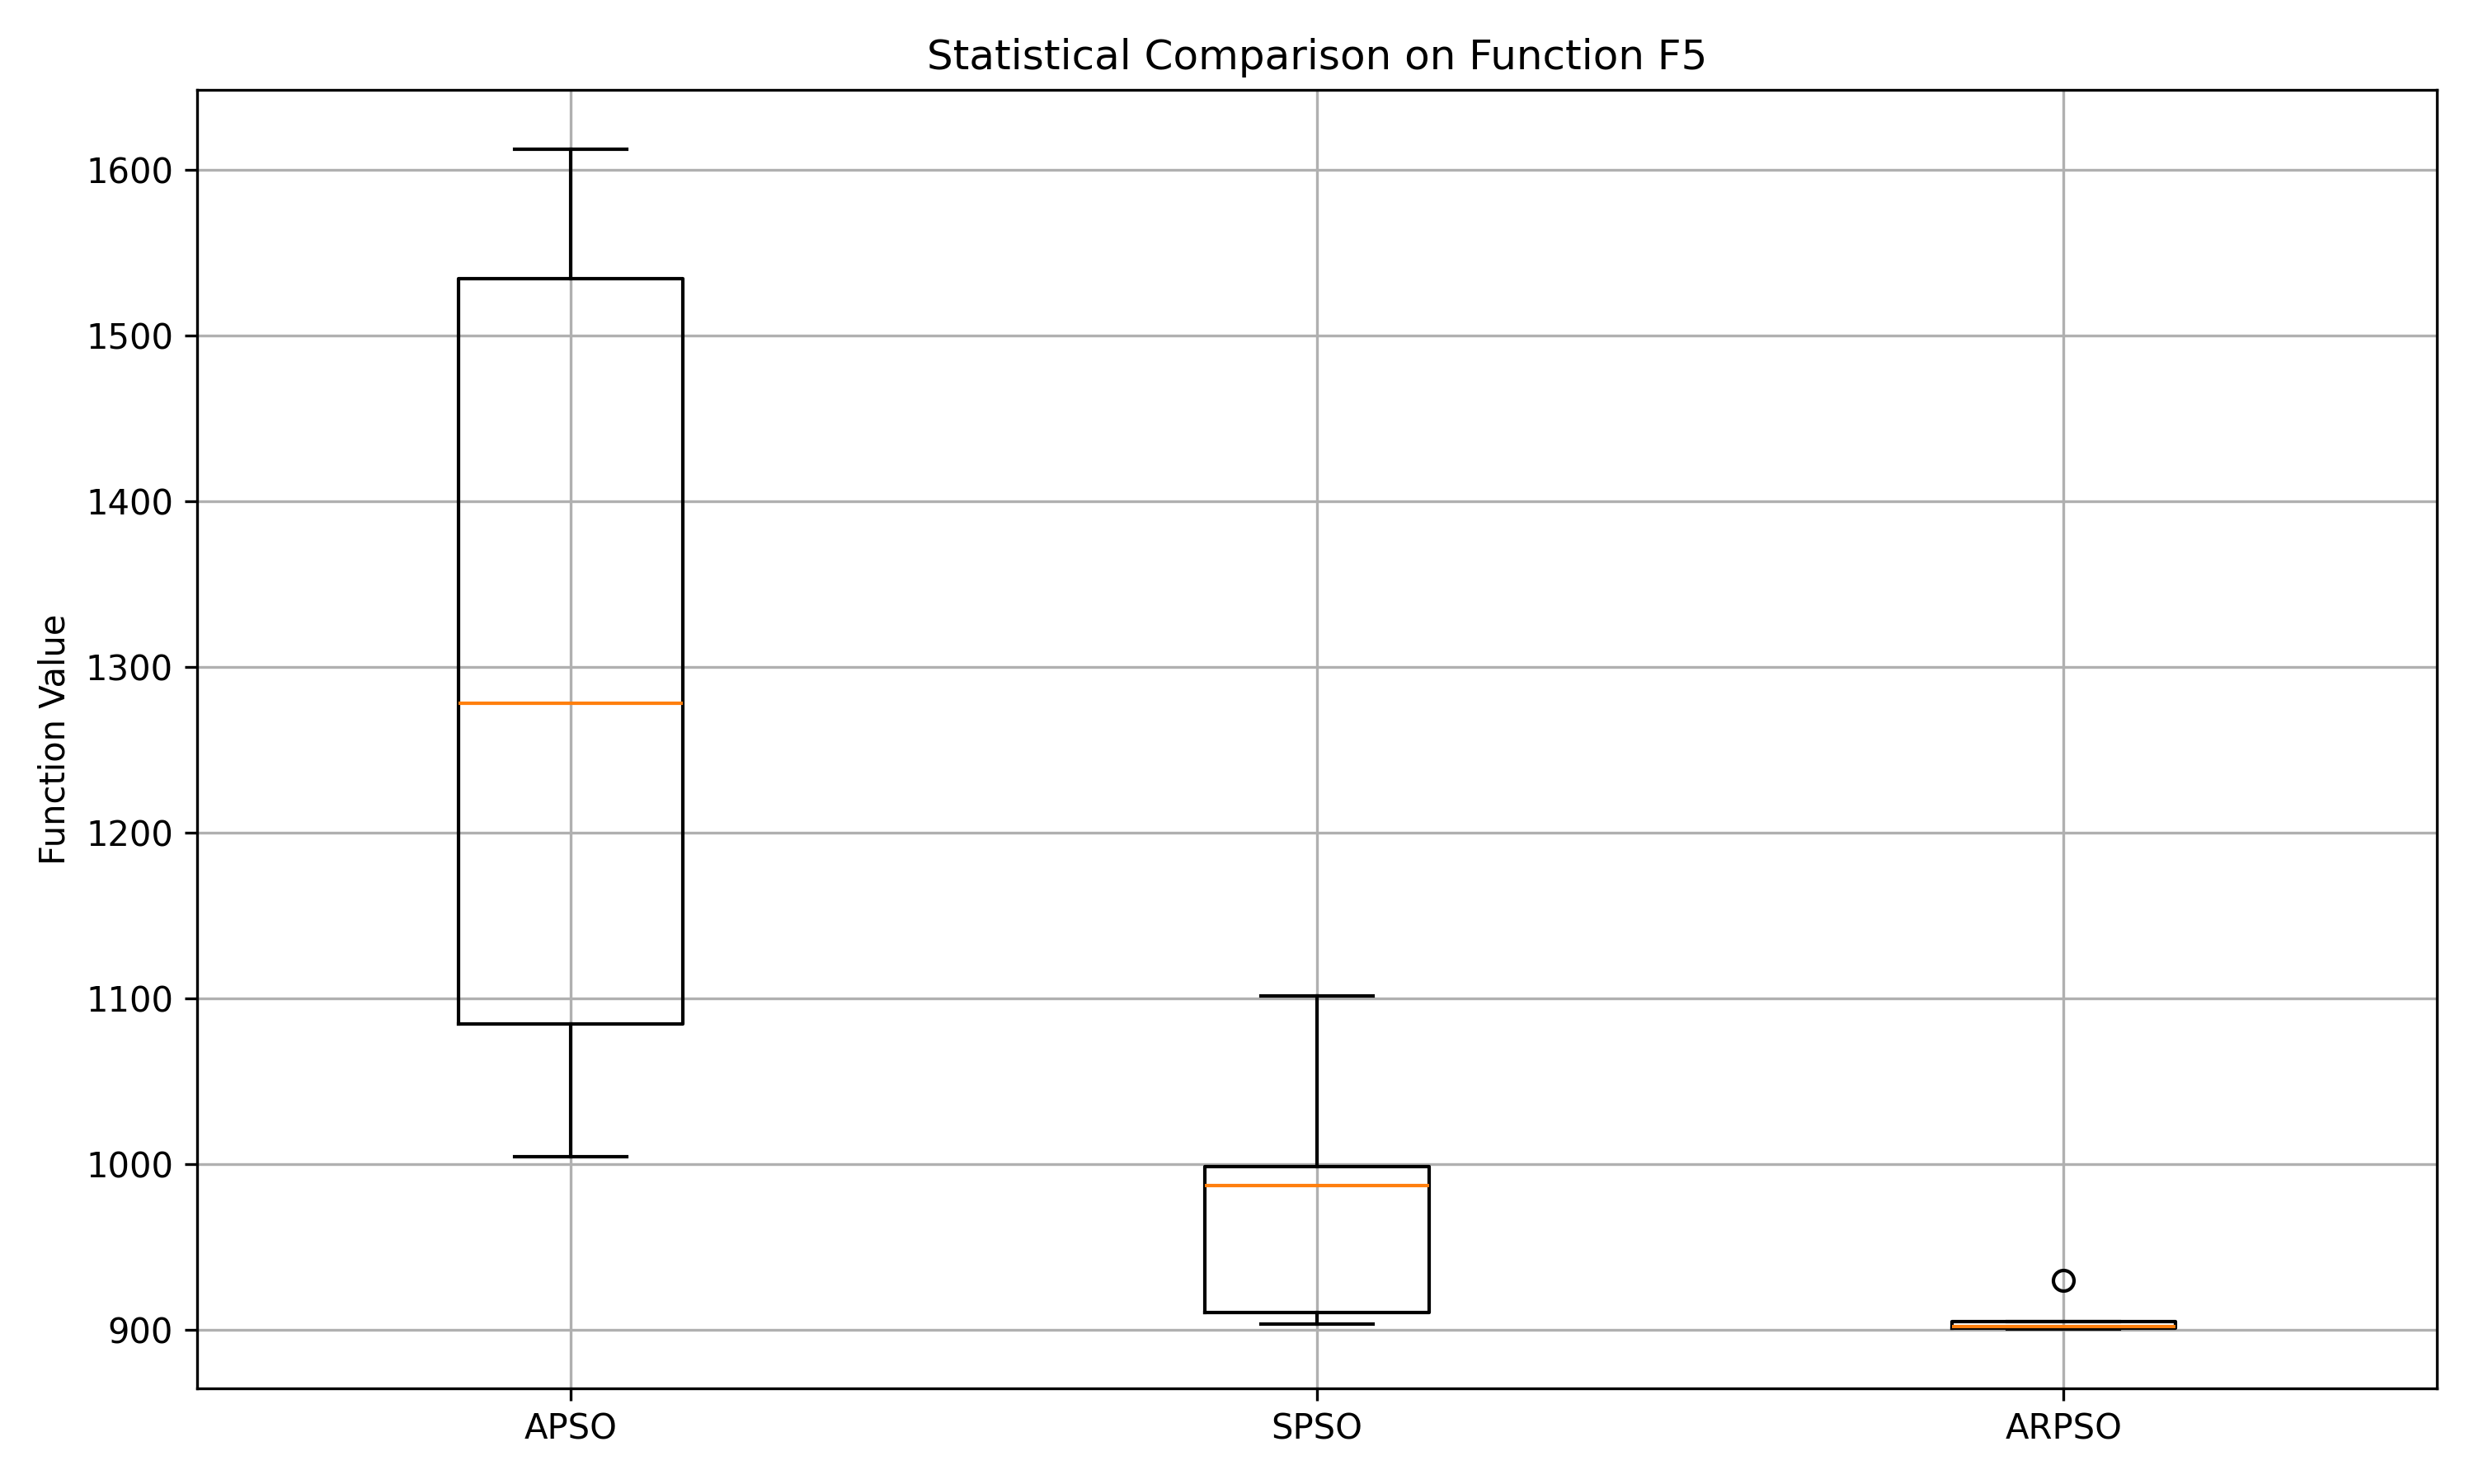 Statistical Comparison on Function F5
Function Value
1600
1500
1400
1300
1200
1100
1000
900
APSO
SPSO
ARPSO